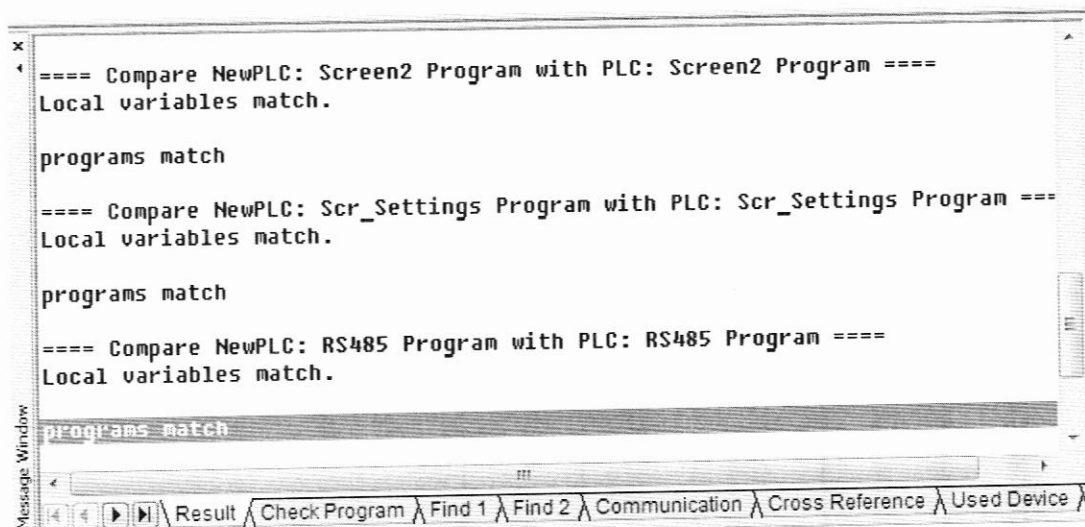 ==== Compare NewPLC: Screen2 Program with PLC: Screen2 Program ====
Local variables match.
programs match
==== Compare NewPLC: Scr_Settings Program with PLC: Scr_Settings Program ===
Local variables match.
programs match
==== Compare NewPLC: RS485 Program with PLC: RS485 Program ====
Local variables match.
programs match
Message Window
Result Check Program Find 1 Find 2 Communication Cross Reference Used Device